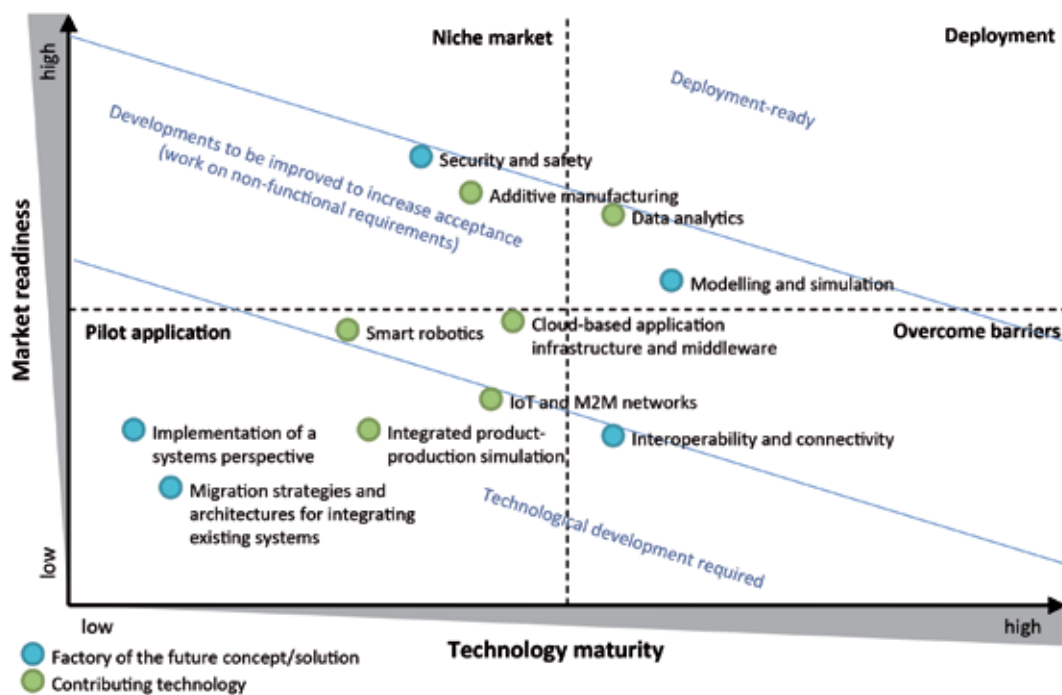 Niche market
Deployment
high
Deployment-ready
Developments to be improved to increase acceptance
(work on non-functional requirements)
Security and safety
Additive manufacturing
Data analytics
Modelling and simulation
Market readiness
Pilot application
Smart robotics
Cloud-based application
infrastructure and middleware
Overcome barriers
IoT and M2M networks
Implementation of a
systems perspective
Integrated product-
production simulation
Interoperability and connectivity
Migration strategies and
architectures for integrating
existing systems
Technological development required
low
low
Technology maturity
high
Factory of the future concept/solution
Contributing technology